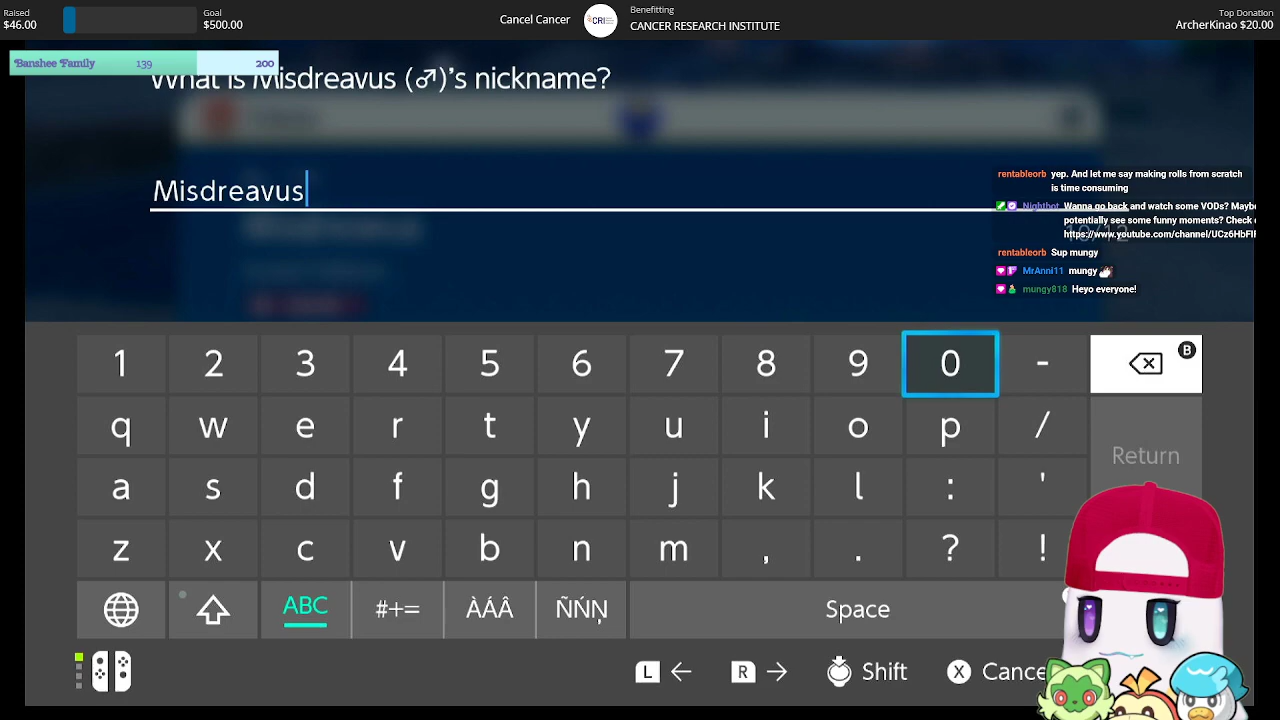 Raised
$46.00
Goal
$500.00
Cancel Cancer
CRI
Benefitting
CANCER RESEARCH INSTITUTE
Top Donation
ArcherKinao $20.00
Banshee Family 139 200
What is Misdreavus (♂)'s nickname?
Misdreavus
10/12
rentableorb yep. And let me say making rolls from scratch
is time consuming
Nightbot Wanna go back and watch some VODs? Maybe
potentially see some funny moments? Check
https://www.youtube.com/channel/UCz6HbFIF
rentableorb Sup mungy
MrAnni11 mungy
mungy818 Heyo everyone!
1 2 3 4 5 6 7 8 9 0 - B
q w e r t y u i o p /
Return
a s d f g h j k l : '
z x c v b n m , . ? !
ABC #+= ÀÁÂ ÑŃŅ Space
L ← R → Shift X Cance